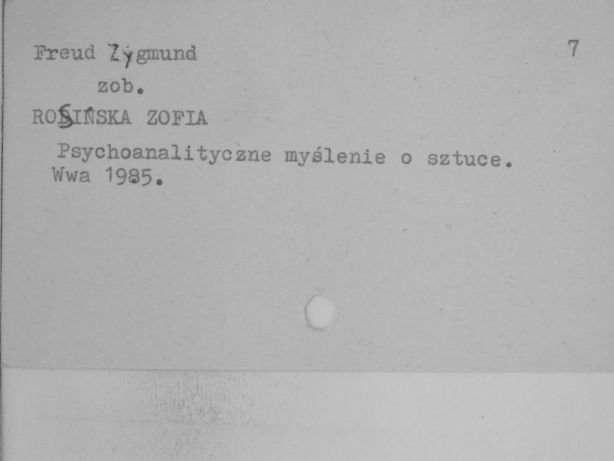 Freud Zygmund 7
zob.
ROSIŃSKA ZOFIA
Psychoanalityczne myślenie o sztuce.
Wwa 1985.